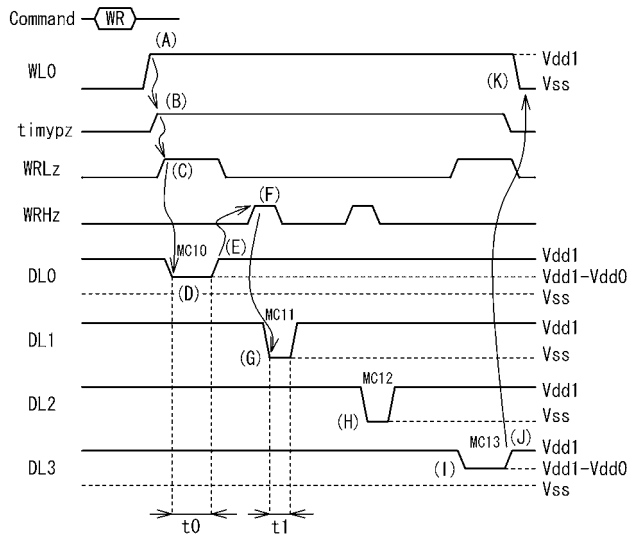 Command WR
(A)
WL0 (K) Vdd1
Vss
(B)
timypz
WRLz (C)
(F)
WRHz
MC10 (E) Vdd1
DL0 Vdd1-Vdd0
(D) Vss
MC11 Vdd1
DL1
(G) Vss
MC12 Vdd1
DL2
(H) Vss
MC13 (J) Vdd1
DL3 (I) Vdd1-Vdd0
Vss
t0 t1